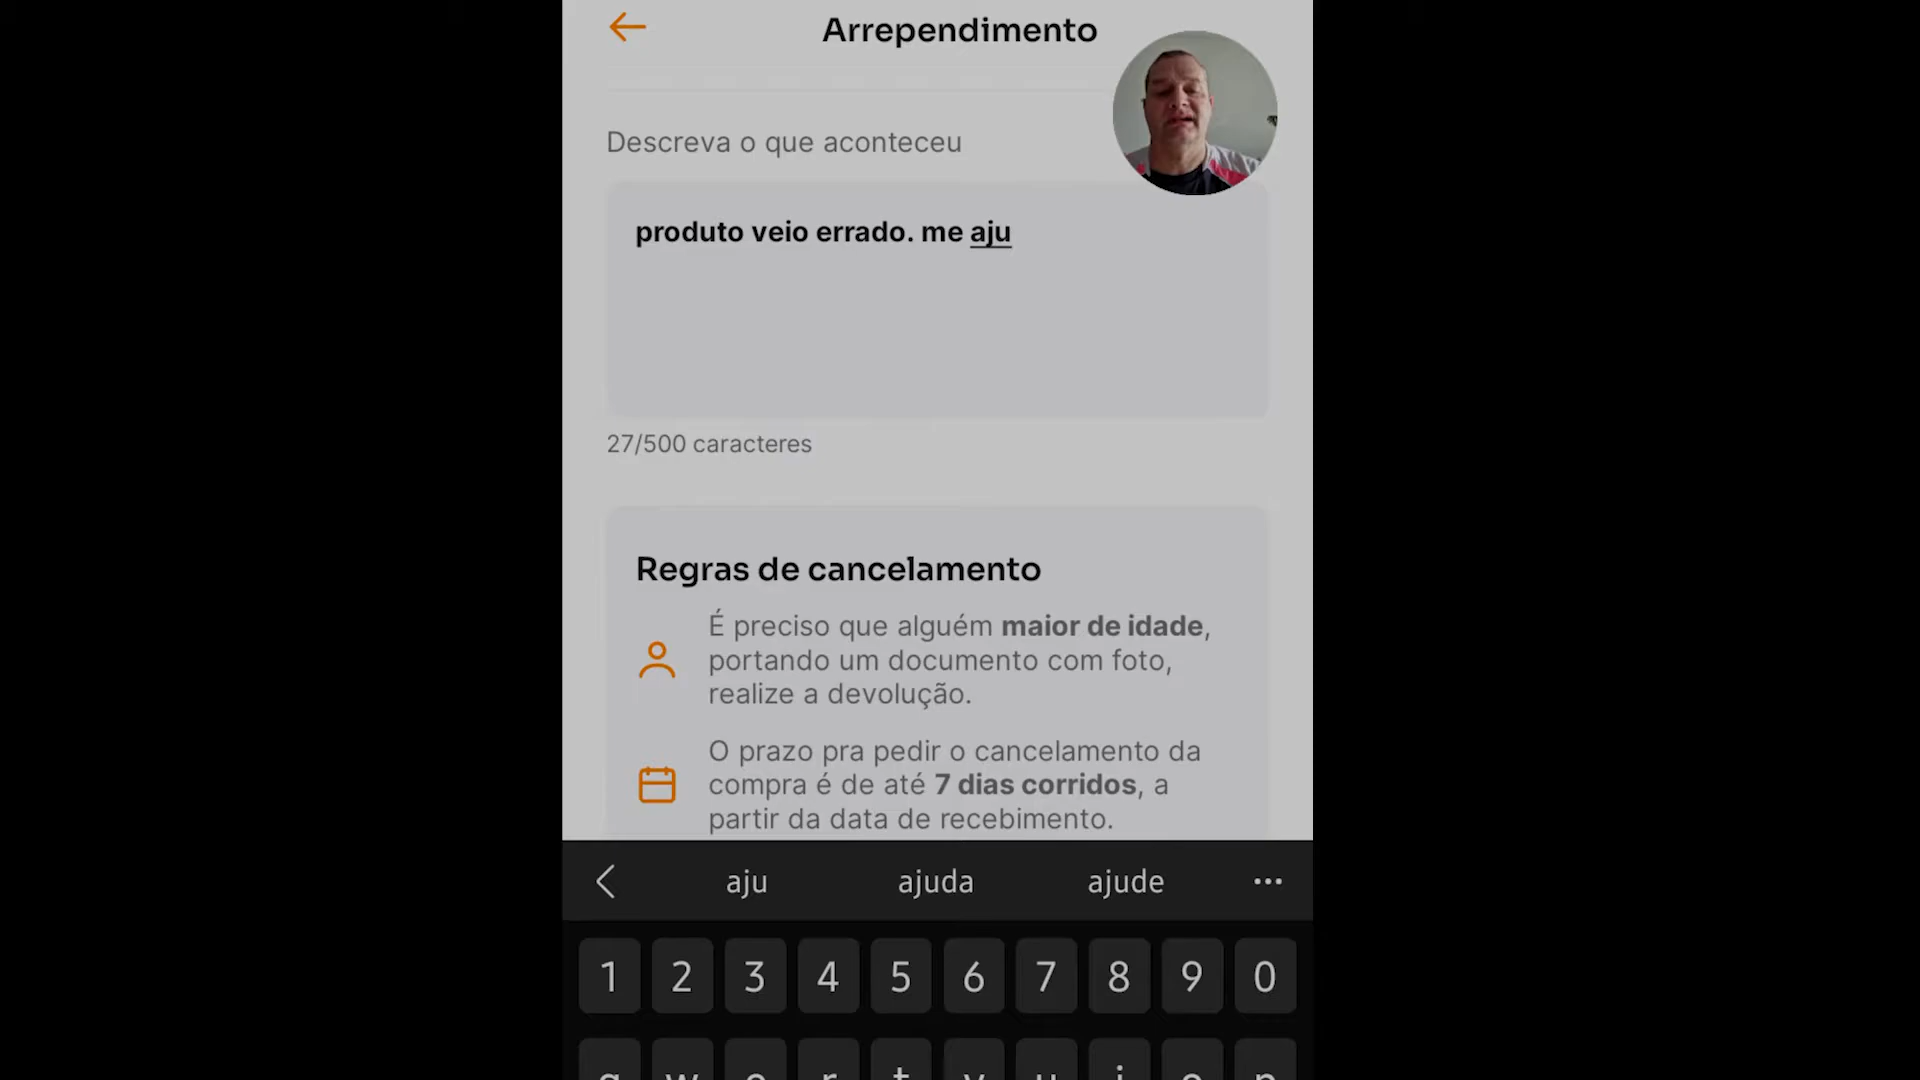 Arrependimento
Descreva o que aconteceu
produto veio errado. me aju
27/500 caracteres
Regras de cancelamento
É preciso que alguém maior de idade,
portando um documento com foto,
realize a devolução.
O prazo pra pedir o cancelamento da
compra é de até 7 dias corridos, a
partir da data de recebimento.
aju ajuda ajude
1 2 3 4 5 6 7 8 9 0
q w e r t y u i o p